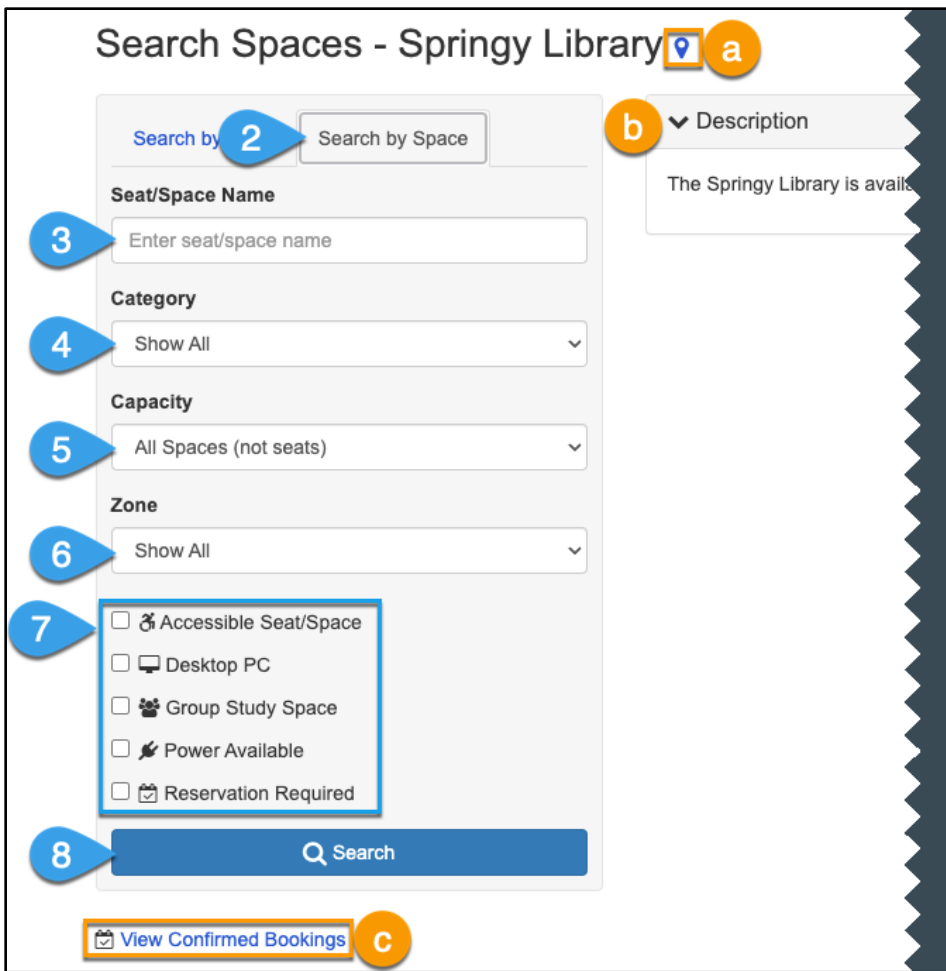 Search Spaces - Springy Library a
Search by 2 Search by Space
b Description
The Springy Library is
Seat/Space Name
3 Enter seat/space name
Category
4 Show All
Capacity
5 All Spaces (not seats)
Zone
6 Show All
7 Accessible Seat/Space
Desktop PC
Group Study Space
Power Available
Reservation Required
8 Search
View Confirmed Bookings c